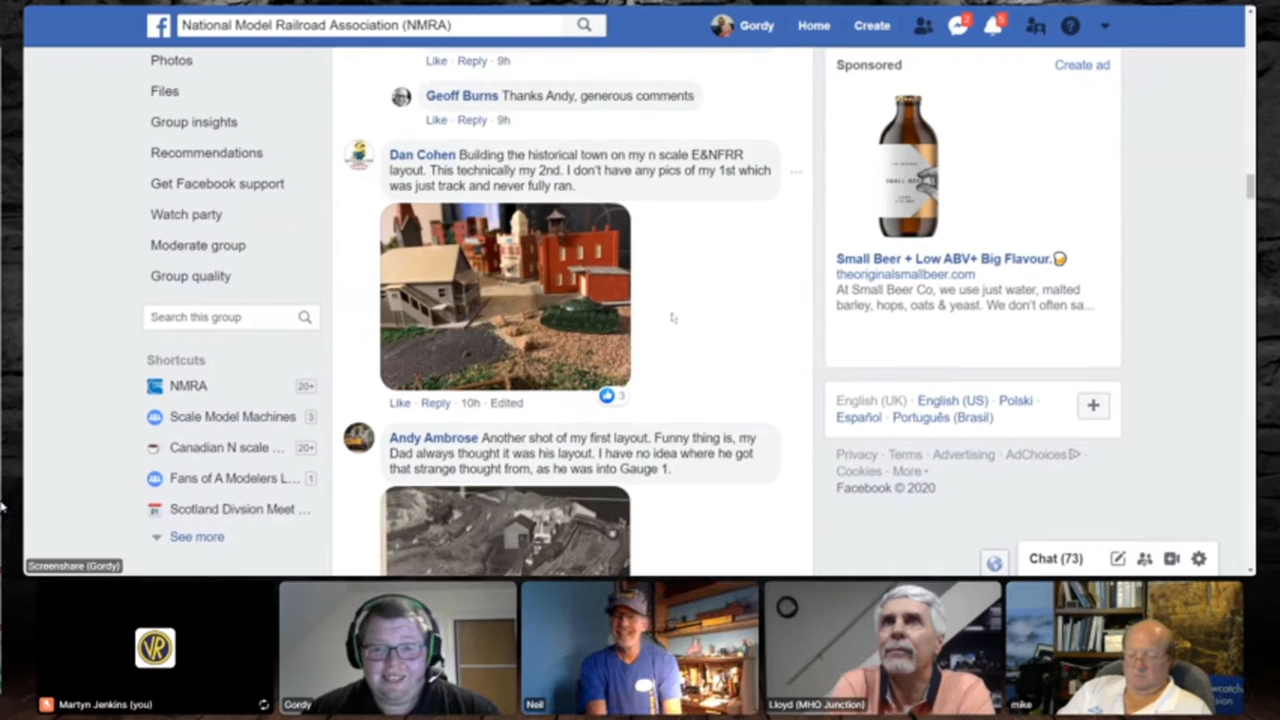 National Model Railroad Association (NMRA)
Gordy
Home
Create
2
5
Photos
Files
Group insights
Recommendations
Get Facebook support
Watch party
Moderate group
Group quality
Search this group
Shortcuts
NMRA 20+
Scale Model Machines 3
Canadian N scale ... 20+
Fans of A Modelers L... 1
Scotland Divsion Meet ...
See more
Screenshare (Gordy)
Like · Reply · 9h
Geoff Burns Thanks Andy, generous comments
Like · Reply · 9h
Dan Cohen Building the historical town on my n scale E&NFRR
layout. This technically my 2nd. I don't have any pics of my 1st which
was just track and never fully ran.
Like · Reply · 10h · Edited
3
Andy Ambrose Another shot of my first layout. Funny thing is, my
Dad always thought it was his layout. I have no idea where he got
that strange thought from, as he was into Gauge 1.
Sponsored
Create ad
SMALL BEER
Small Beer + Low ABV+ Big Flavour.
theoriginalsmallbeer.com
At Small Beer Co, we use just water, malted
barley, hops, oats & yeast. We don't often sa...
English (UK) · English (US) · Polski ·
Español · Português (Brasil)
Privacy · Terms · Advertising · AdChoices
Cookies · More
Facebook © 2020
Chat (73)
VR
Martyn Jenkins (you)
Gordy
Neil
Lloyd (MHO Junction)
mike